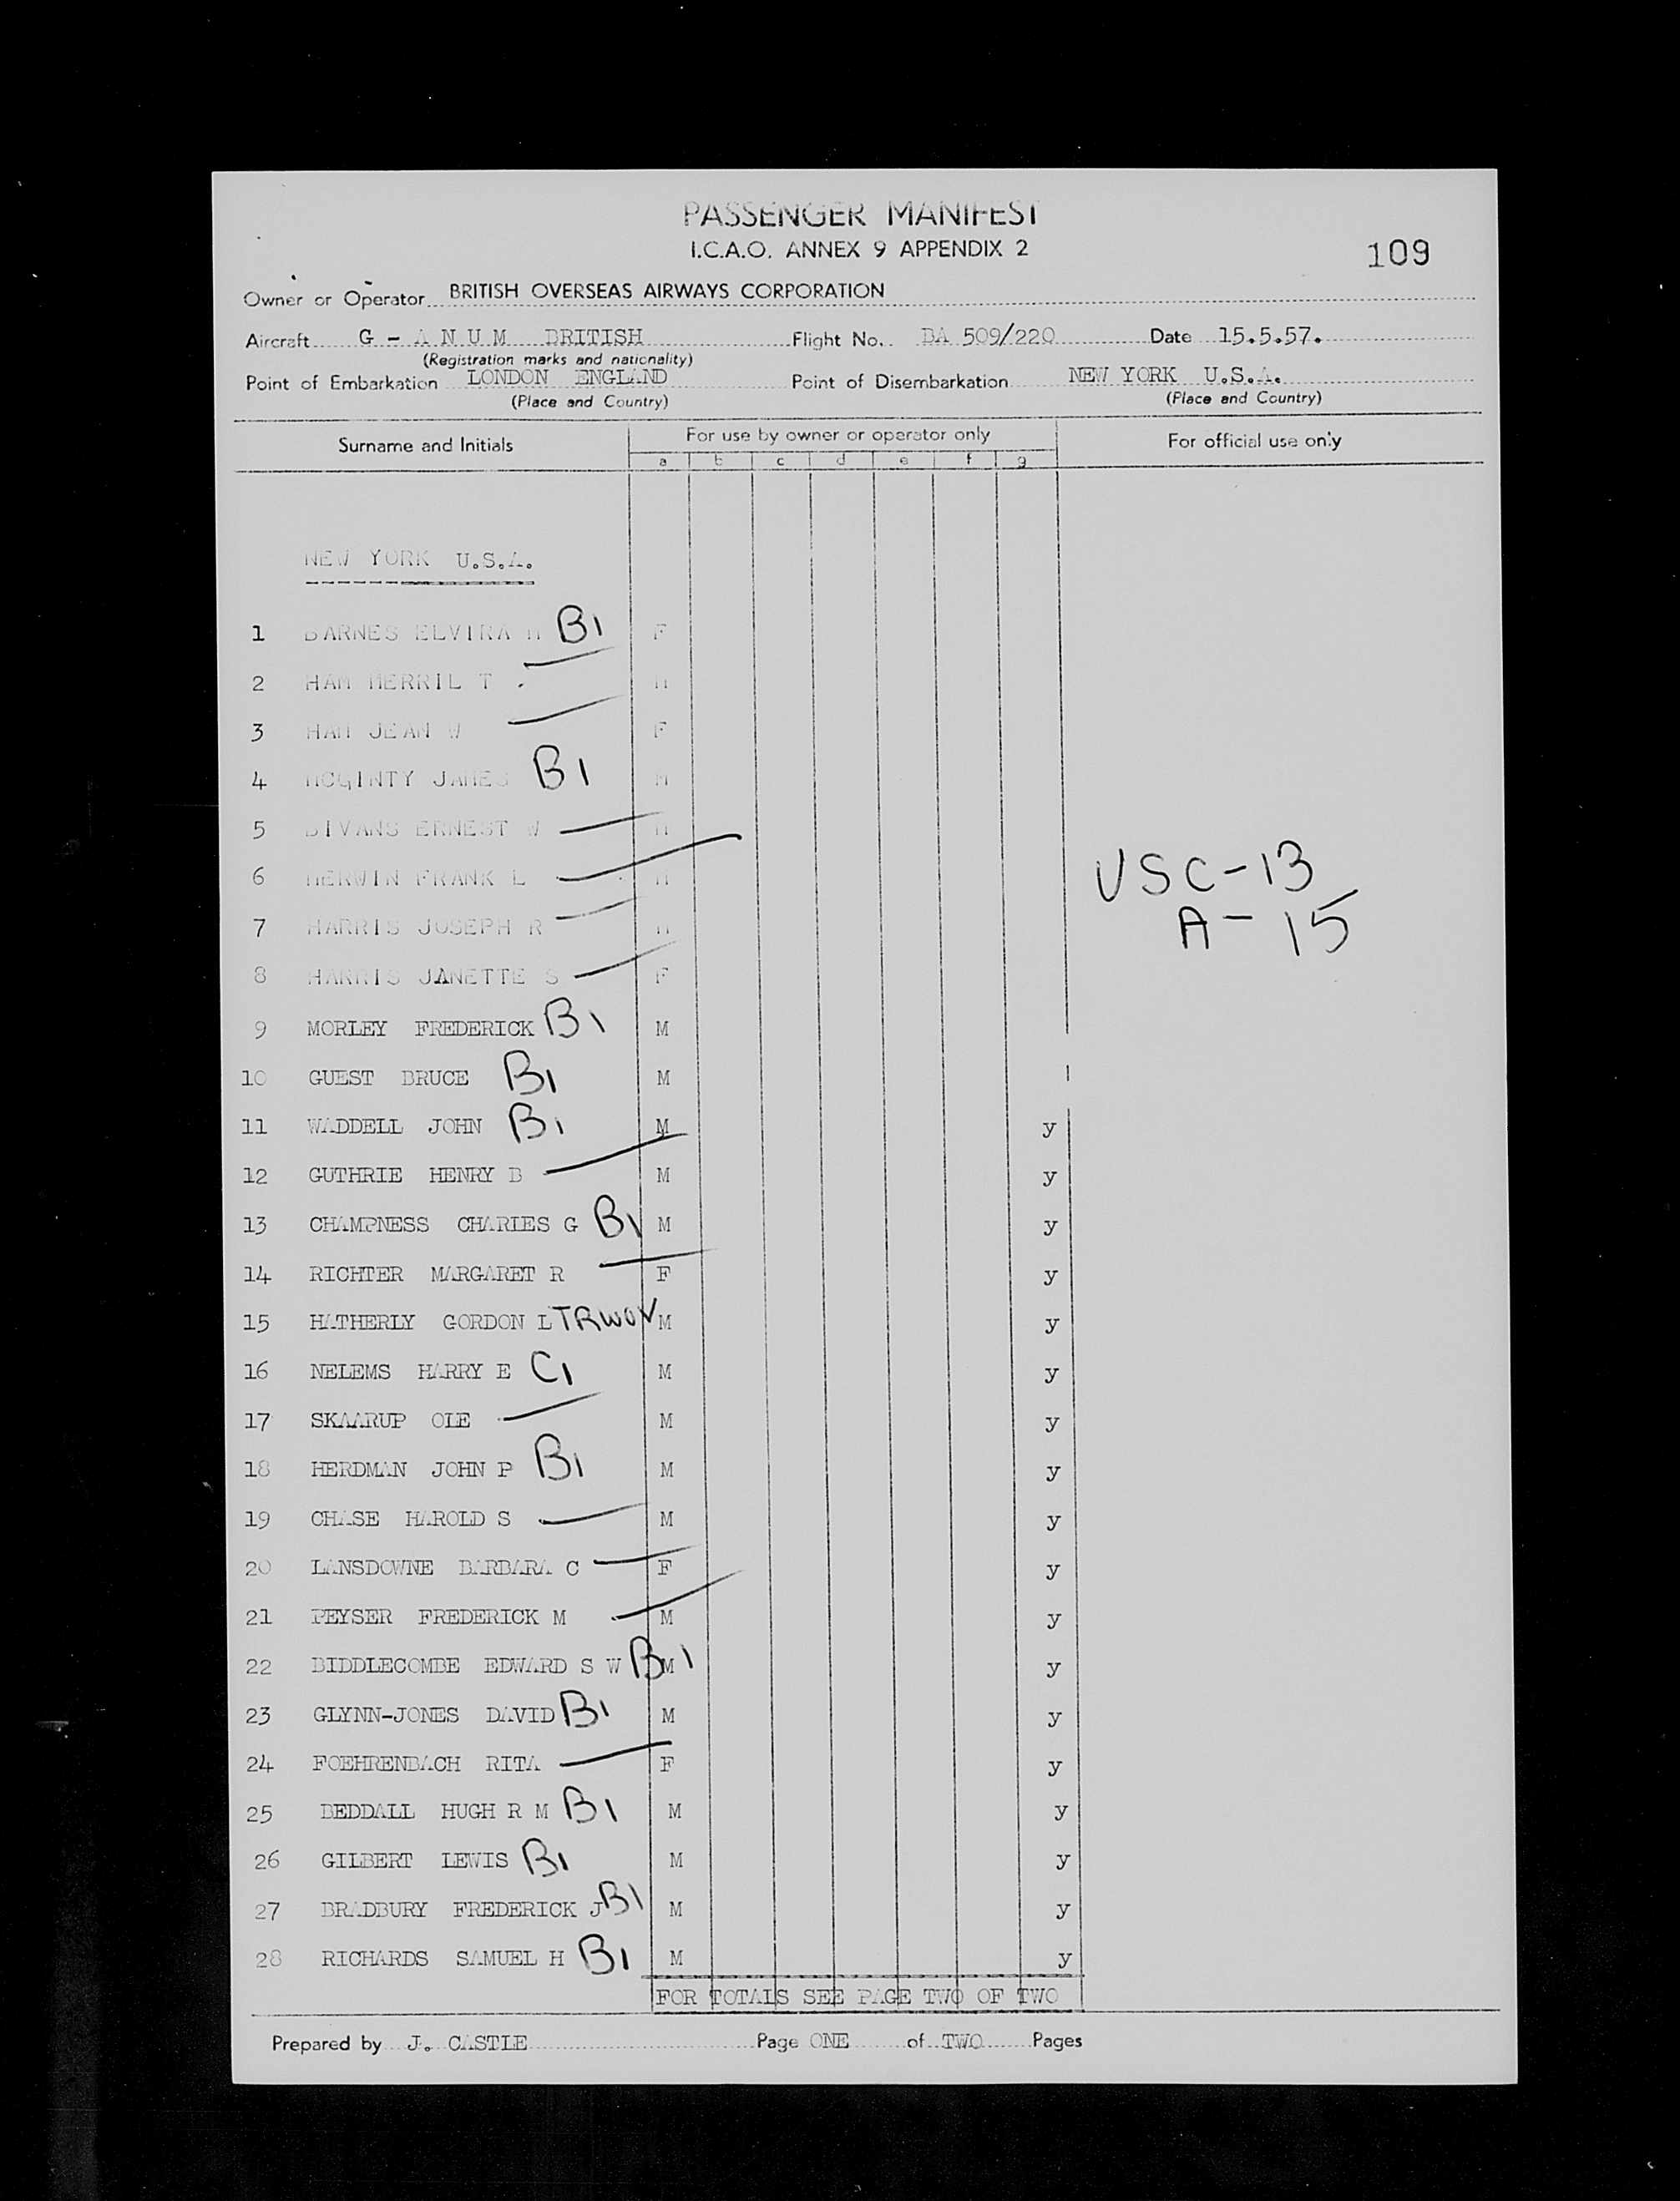 PASSENGER MANIFEST
I.C.A.O. ANNEX 9 APPENDIX 2
109
Owner or Operator BRITISH OVERSEAS AIRWAYS CORPORATION
Aircraft G - A N U M BRITISH Flight No. BA 509/220 Date 15.5.57.
(Registration marks and nationality)
Point of Embarkation LONDON ENGLAND Point of Disembarkation NEW YORK U.S.A.
(Place and Country) (Place and Country)
Surname and Initials For use by owner or operator only For official use only
a b c d e f g
NEW YORK U.S.A.
1 BARNES ELVIRA M B1 F
2 HAM MERRIL T M
3 HAM JEAN W F
4 MCGINTY JAMES B1 M
5 BIVANS ERNEST W M
6 MERWIN FRANK L M
USC-13
7 HARRIS JOSEPH R M
A-15
8 HARRIS JANETTE S F
9 MORLEY FREDERICK B1 M
10 GUEST BRUCE B1 M
11 WADDELL JOHN B1 M y
12 GUTHRIE HENRY B M y
13 CHAMPNESS CHARLES G B1 M y
14 RICHTER MARGARET R F y
15 HATHERLY GORDON L TRWOV M y
16 NELEMS HARRY E C1 M y
17 SKAARUP OLE M y
18 HERDMAN JOHN P B1 M y
19 CHASE HAROLD S M y
20 LANSDOWNE BARBARA C F y
21 PEYSER FREDERICK M M y
22 BIDDLECOMBE EDWARD S W B1 M y
23 GLYNN-JONES DAVID B1 M y
24 FOEHRENBACH RITA F y
25 BEDDALL HUGH R M B1 M y
26 GILBERT LEWIS B1 M y
27 BRADBURY FREDERICK J B1 M y
28 RICHARDS SAMUEL H B1 M y
FOR TOTALS SEE PAGE TWO OF TWO
Prepared by J. CASTLE Page ONE of TWO Pages